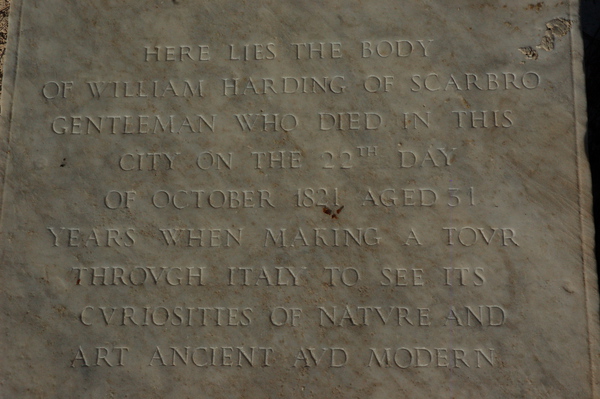 HERE LIES THE BODY
OF WILLIAM HARDING OF SCARBRO
GENTLEMAN WHO DIED IN THIS
CITY ON THE 22TH DAY
OF OCTOBER 1821 AGED 31
YEARS WHEN MAKING A TOVR
THROVGH ITALY TO SEE ITS
CVRIOSITIES OF NATVRE AND
ART ANCIENT AVD MODERN